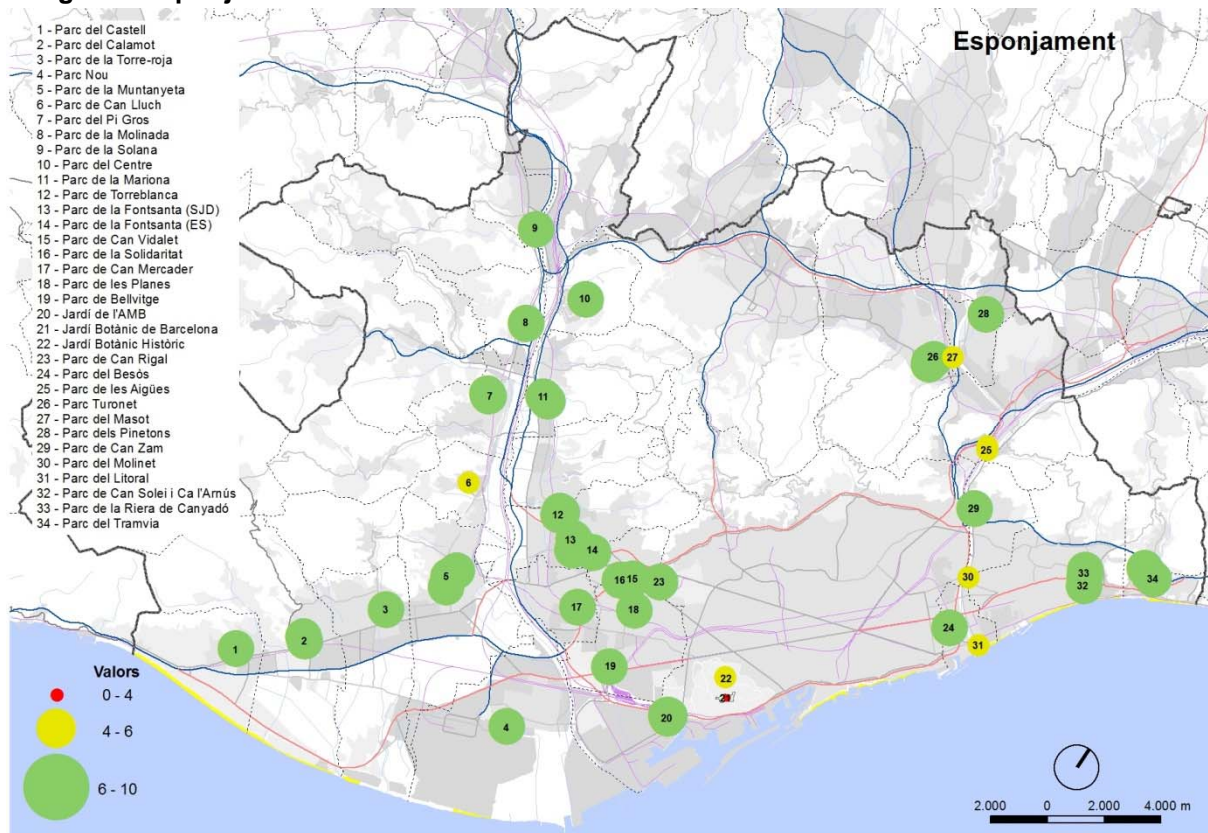 Esponjament
1 - Parc del Castell
2 - Parc del Calamot
3 - Parc de la Torre-roja
4 - Parc Nou
5 - Parc de la Muntanyeta
6 - Parc de Can Lluch
7 - Parc del Pi Gros
8 - Parc de la Molinada
9 - Parc de la Solana
10 - Parc del Centre
11 - Parc de la Mariona
12 - Parc de Torreblanca
13 - Parc de la Fontsanta (SJD)
14 - Parc de la Fontsanta (ES)
15 - Parc de Can Vidalet
16 - Parc de la Solidaritat
17 - Parc de Can Mercader
18 - Parc de les Planes
19 - Parc de Bellvitge
20 - Jardí de l'AMB
21 - Jardí Botànic de Barcelona
22 - Jardí Botànic Històric
23 - Parc de Can Rigal
24 - Parc del Besòs
25 - Parc de les Aigües
26 - Parc Turonet
27 - Parc del Masot
28 - Parc dels Pinetons
29 - Parc de Can Zam
30 - Parc del Molinet
31 - Parc del Litoral
32 - Parc de Can Solei i Ca l'Arnús
33 - Parc de la Riera de Canyadó
34 - Parc del Tramvia
9
10
28
8
26 27
7
11
25
6
29
12
13
14
33
34
5
16 15 23
30
32
3
17
18
24
2
31
1
19
22
20
4
Valors
0 - 4
4 - 6
6 - 10
2.000 0 2.000 4.000 m